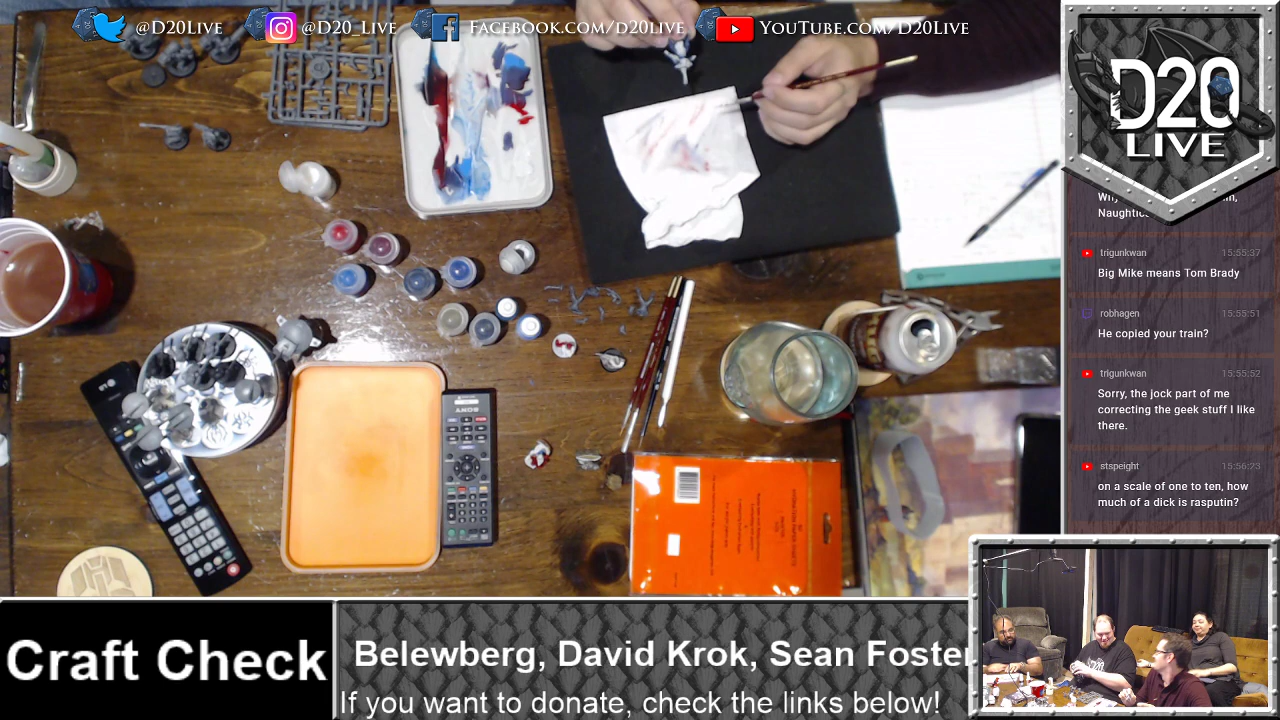 @D20Live
@D20_Live
Facebook.com/d20live
YouTube.com/D20Live
D20
LIVE
trigunkwan 15:55:37
Big Mike means Tom Brady
robhagen 15:55:51
He copied your train?
trigunkwan 15:55:52
Sorry, the jock part of me
correcting the geek stuff I like
there.
stspeight 15:56:23
on a scale of one to ten, how
much of a dick is rasputin?
SONY
Craft Check
Belewberg, David Krok, Sean Foster
If you want to donate, check the links below!